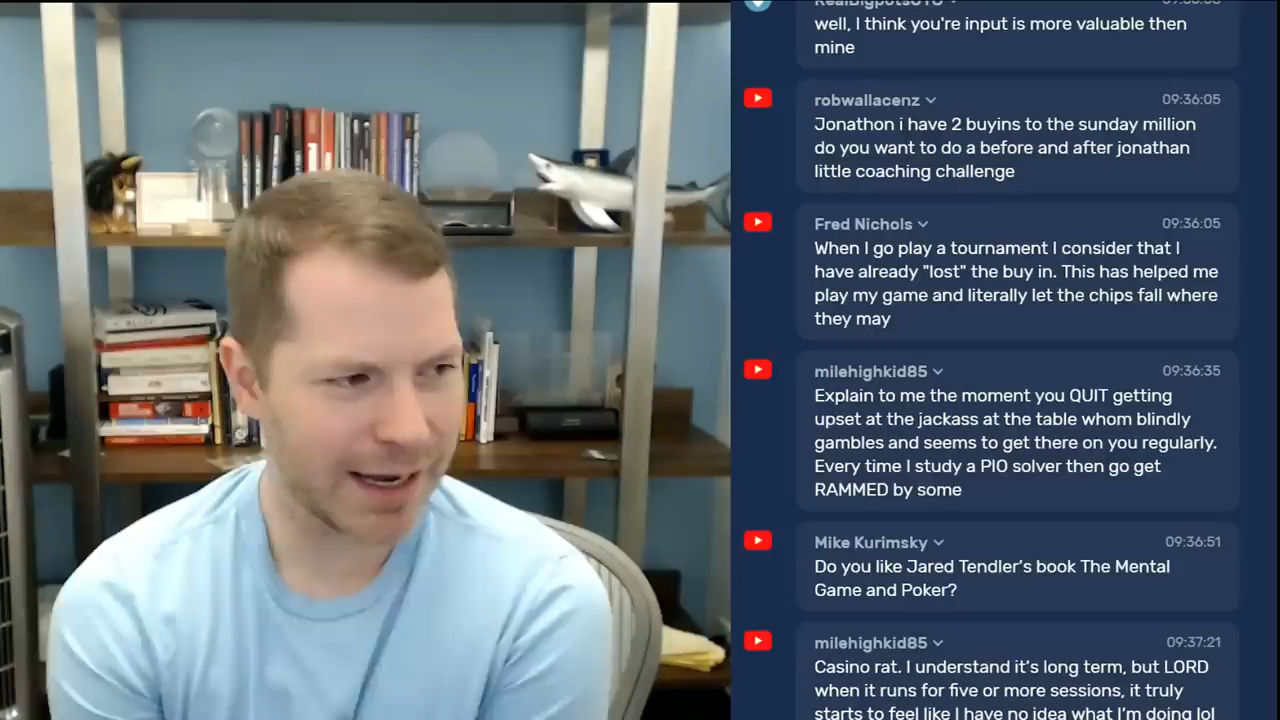 well, I think you're input is more valuable then
mine
robwallacenz 09:36:05
Jonathon i have 2 buyins to the sunday million
do you want to do a before and after jonathan
little coaching challenge
Fred Nichols 09:36:05
When I go play a tournament I consider that I
have already "lost" the buy in. This has helped me
play my game and literally let the chips fall where
they may
milehighkid85 09:36:35
Explain to me the moment you QUIT getting
upset at the jackass at the table whom blindly
gambles and seems to get there on you regularly.
Every time I study a PIO solver then go get
RAMMED by some
Mike Kurimsky 09:36:51
Do you like Jared Tendler’s book The Mental
Game and Poker?
milehighkid85 09:37:21
Casino rat. I understand it’s long term, but LORD
when it runs for five or more sessions, it truly
starts to feel like I have no idea what I’m doing lol